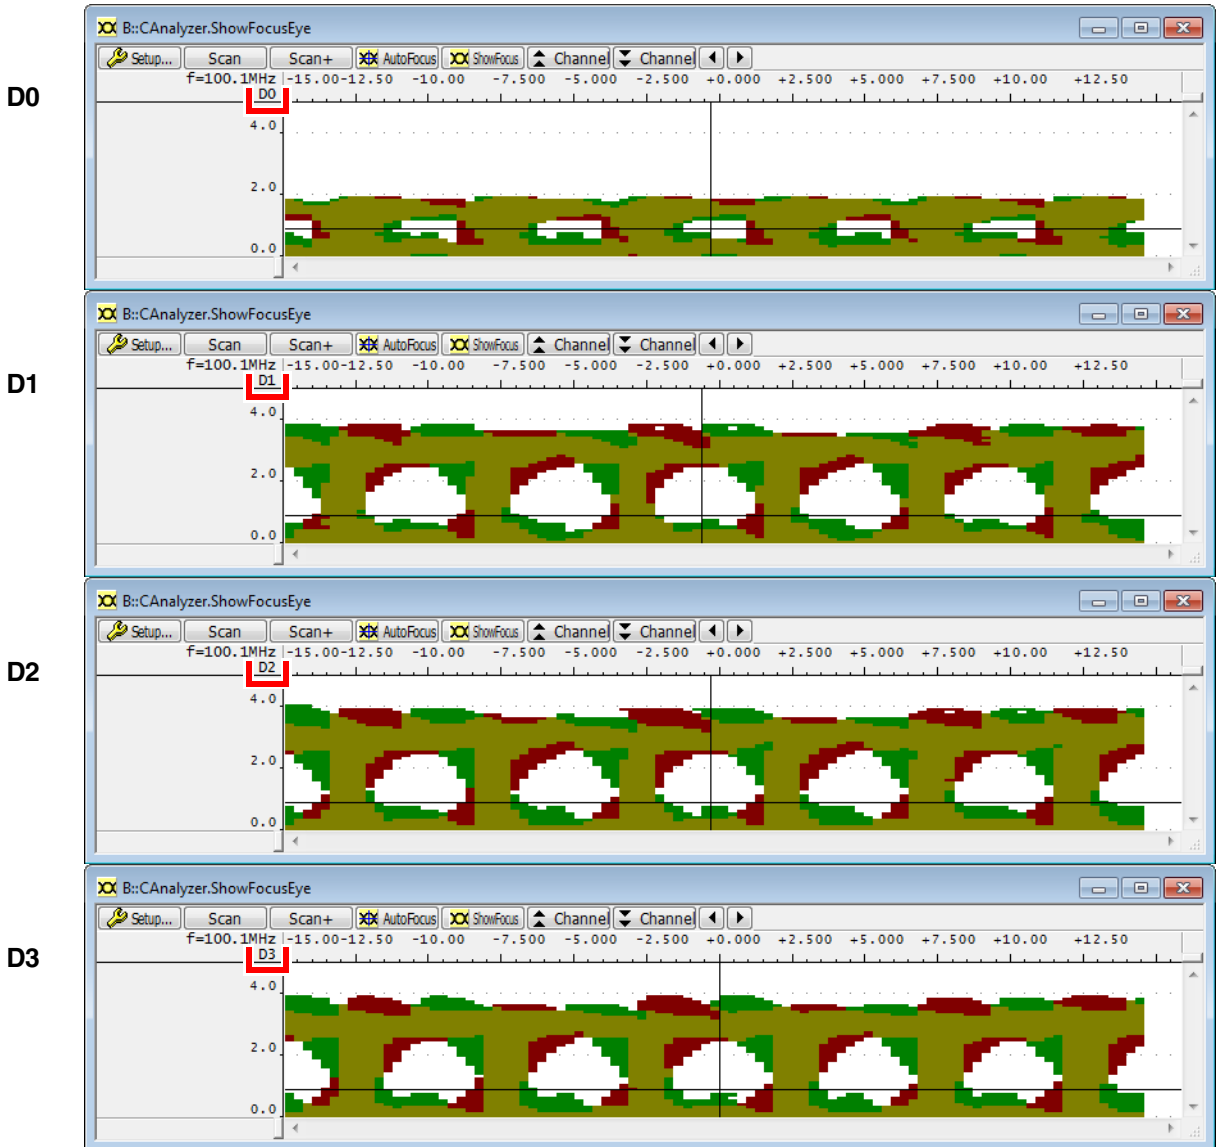 B::CAnalyzer.ShowFocusEye
Setup... Scan Scan+ AutoFocus ShowFocus Channel Channel
f=100.1MHz -15.00 -12.50 -10.00 -7.500 -5.000 -2.500 +0.000 +2.500 +5.000 +7.500 +10.00 +12.50
D0 D0
4.0
2.0
0.0
B::CAnalyzer.ShowFocusEye
Setup... Scan Scan+ AutoFocus ShowFocus Channel Channel
f=100.1MHz -15.00 -12.50 -10.00 -7.500 -5.000 -2.500 +0.000 +2.500 +5.000 +7.500 +10.00 +12.50
D1 D1
4.0
2.0
0.0
B::CAnalyzer.ShowFocusEye
Setup... Scan Scan+ AutoFocus ShowFocus Channel Channel
f=100.1MHz -15.00 -12.50 -10.00 -7.500 -5.000 -2.500 +0.000 +2.500 +5.000 +7.500 +10.00 +12.50
D2 D2
4.0
2.0
0.0
B::CAnalyzer.ShowFocusEye
Setup... Scan Scan+ AutoFocus ShowFocus Channel Channel
f=100.1MHz -15.00 -12.50 -10.00 -7.500 -5.000 -2.500 +0.000 +2.500 +5.000 +7.500 +10.00 +12.50
D3 D3
4.0
2.0
0.0